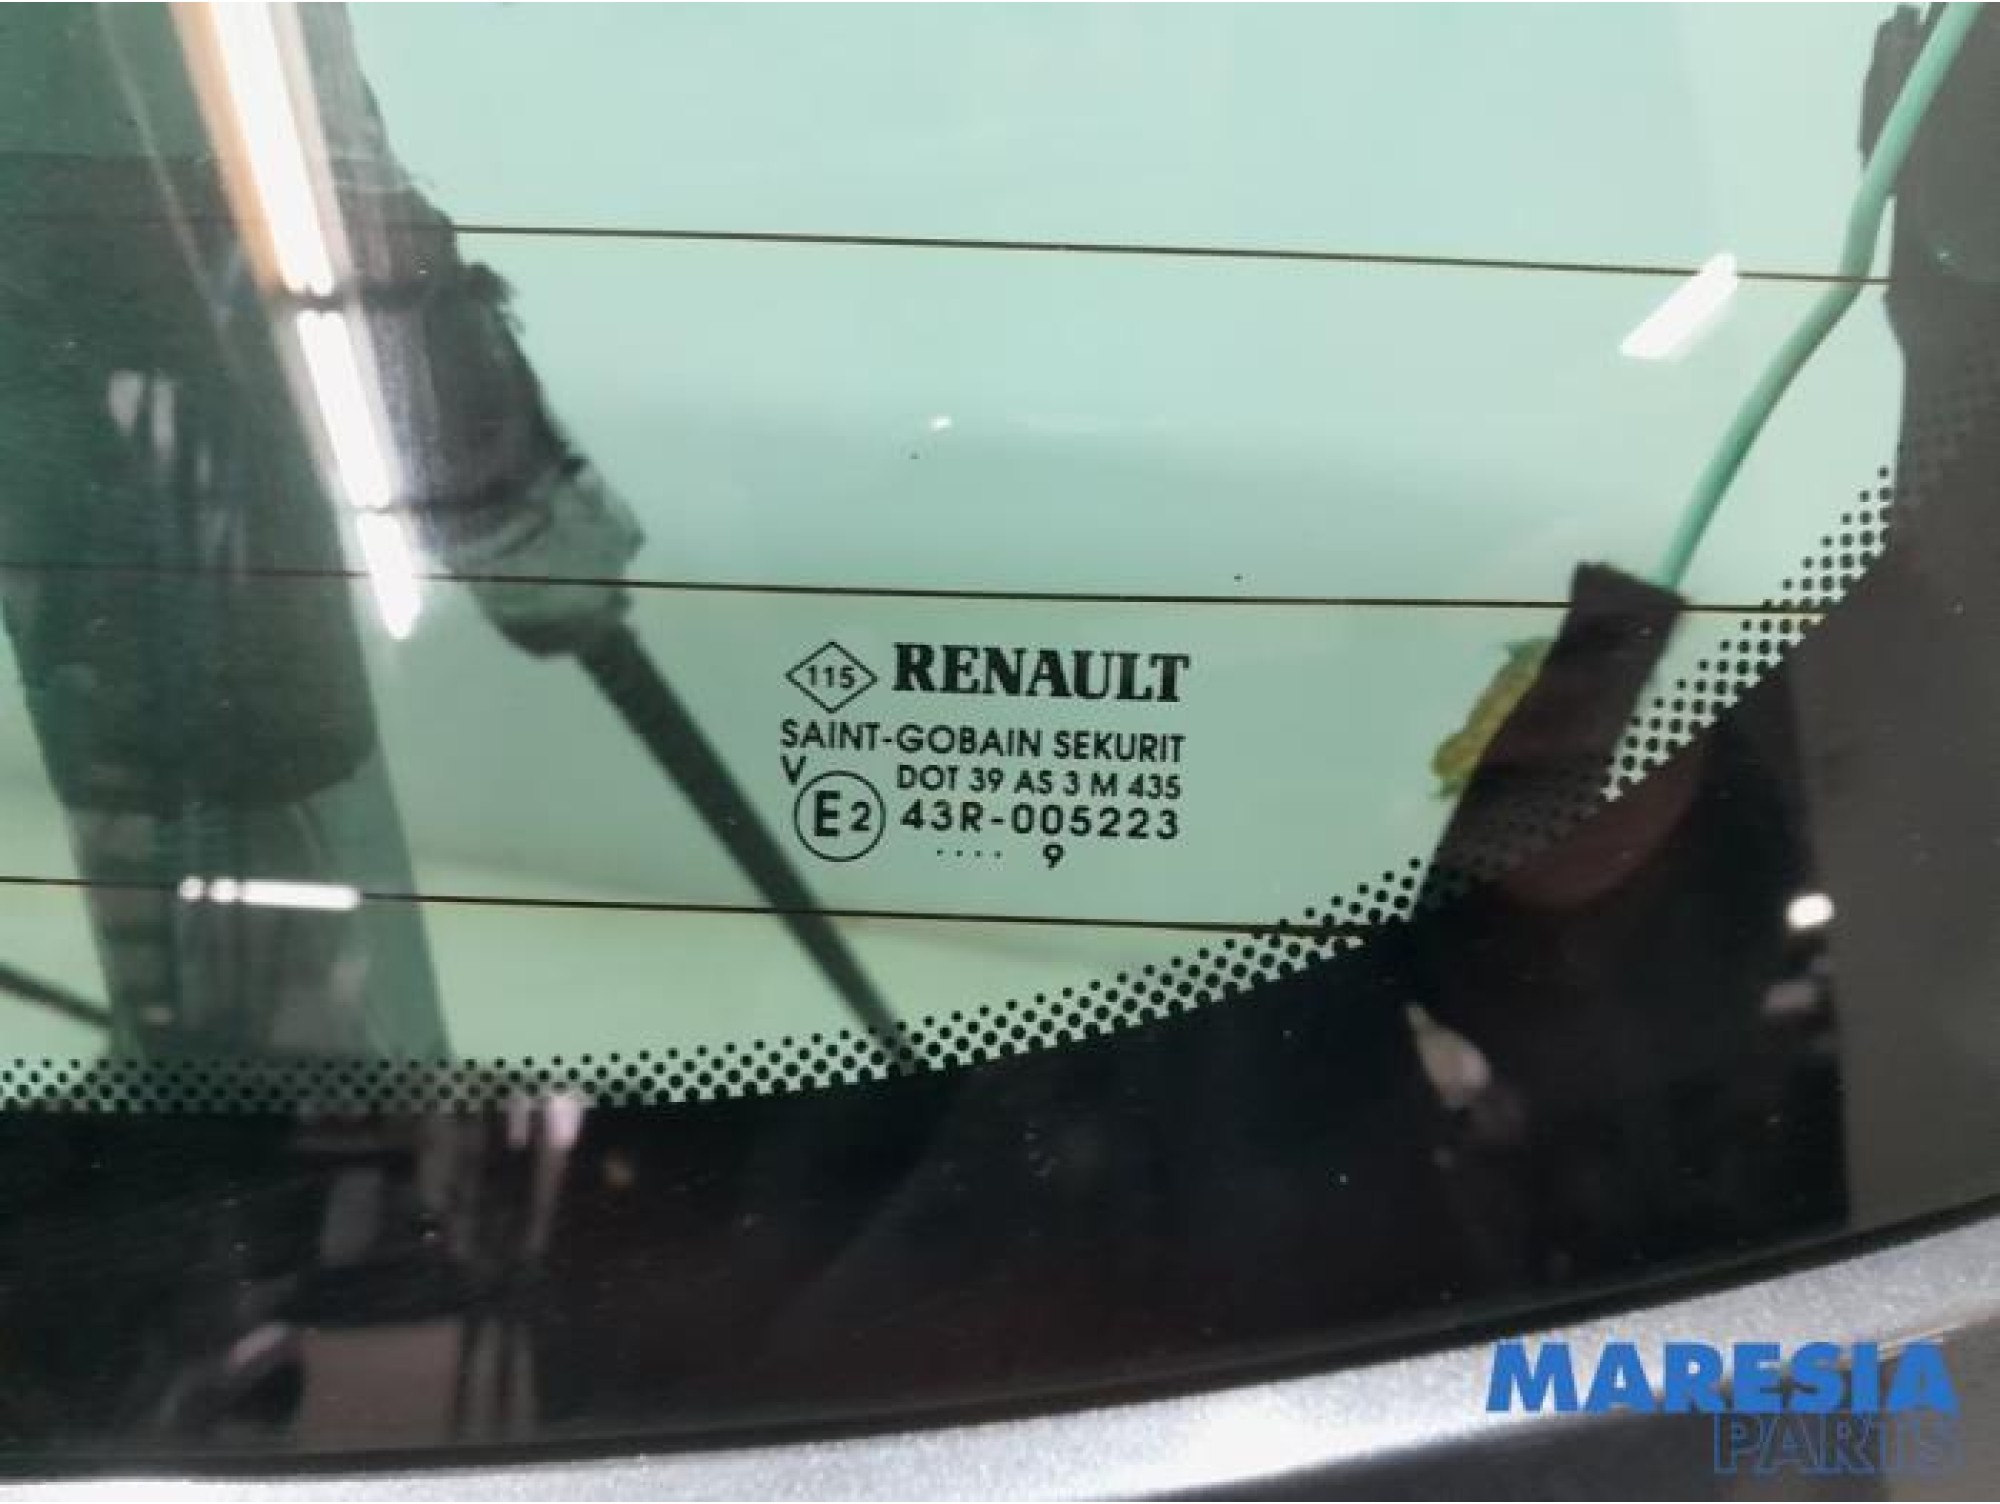 115 RENAULT
SAINT-GOBAIN SEKURIT
V DOT 39 AS 3 M 435
E2 43R-005223
.... 9
MARESIA
PARTS